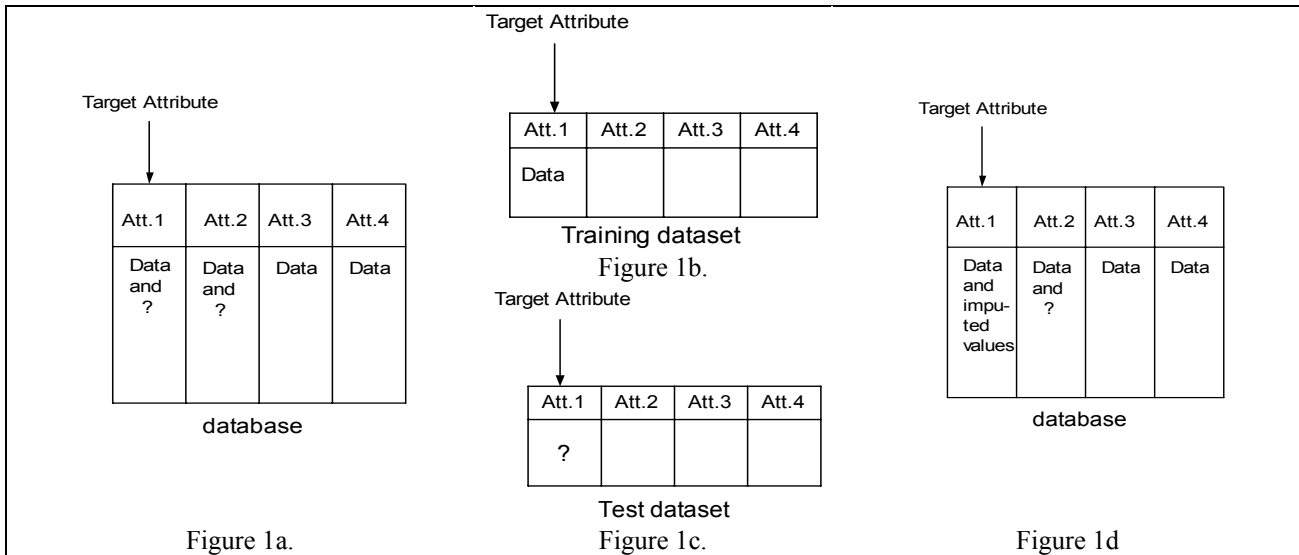 Target Attribute
Att.1 Att.2 Att.3 Att.4
Data and ? Data and ? Data Data
database
Figure 1a.
Target Attribute
Att.1 Att.2 Att.3 Att.4
Data
Training dataset
Figure 1b.
Target Attribute
Att.1 Att.2 Att.3 Att.4
?
Test dataset
Figure 1c.
Target Attribute
Att.1 Att.2 Att.3 Att.4
Data and impu- ted values Data and ? Data Data
database
Figure 1d